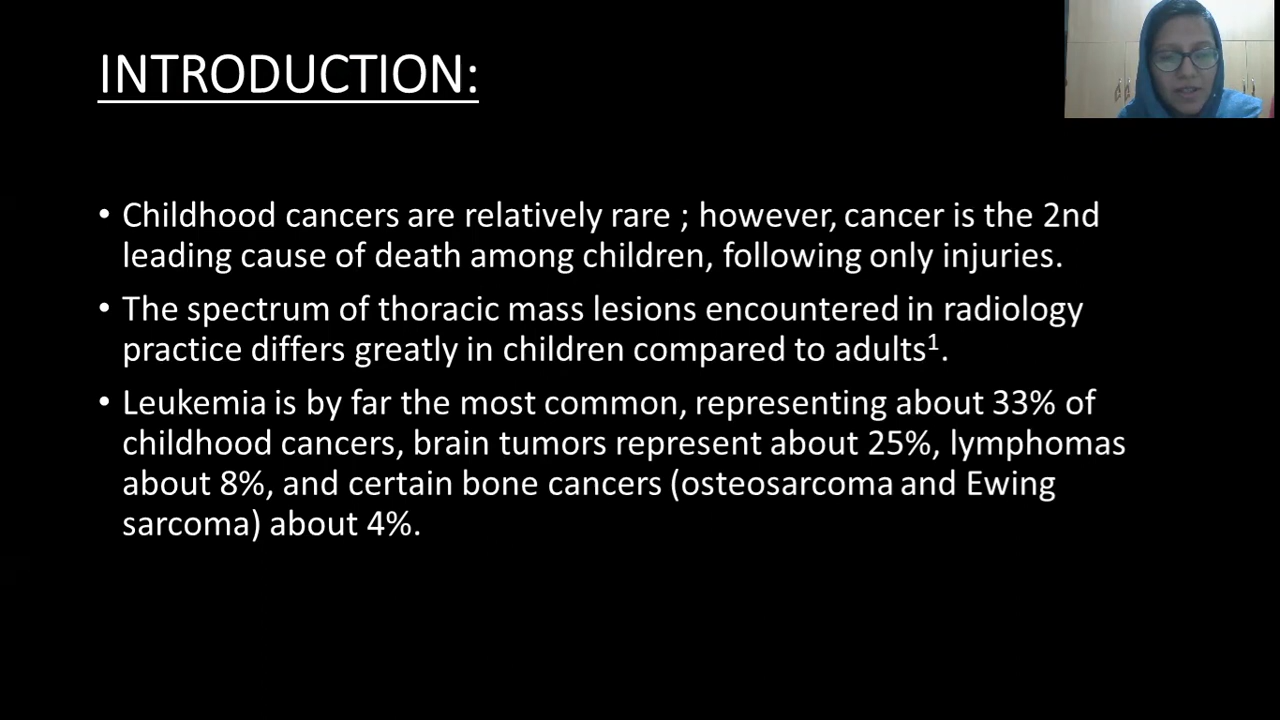 INTRODUCTION:
• Childhood cancers are relatively rare ; however, cancer is the 2nd
leading cause of death among children, following only injuries.
• The spectrum of thoracic mass lesions encountered in radiology
practice differs greatly in children compared to adults¹.
• Leukemia is by far the most common, representing about 33% of
childhood cancers, brain tumors represent about 25%, lymphomas
about 8%, and certain bone cancers (osteosarcoma and Ewing
sarcoma) about 4%.